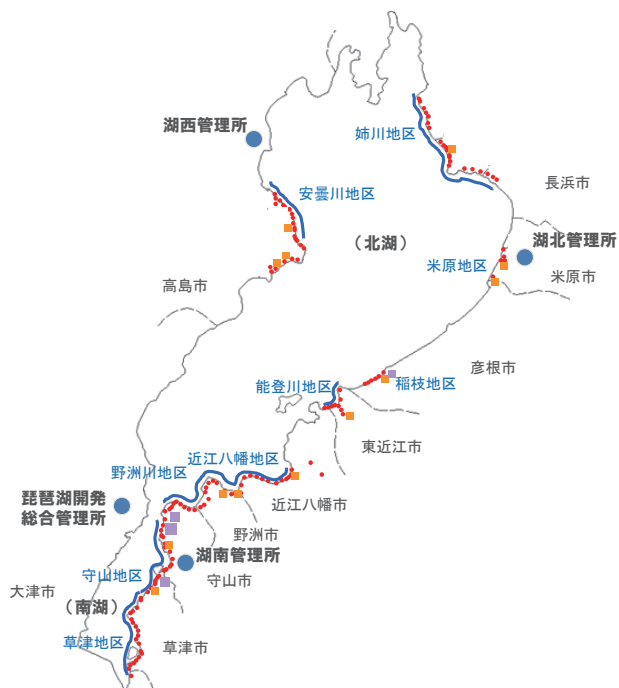 湖西管理所
姉川地区
安曇川地区
長浜市
（北湖）
湖北管理所
米原地区
米原市
高島市
彦根市
能登川地区
稲枝地区
東近江市
近江八幡地区
野洲川地区
琵琶湖開発
総合管理所
近江八幡市
野洲市
湖南管理所
守山地区
守山市
大津市
（南湖）
草津地区
草津市